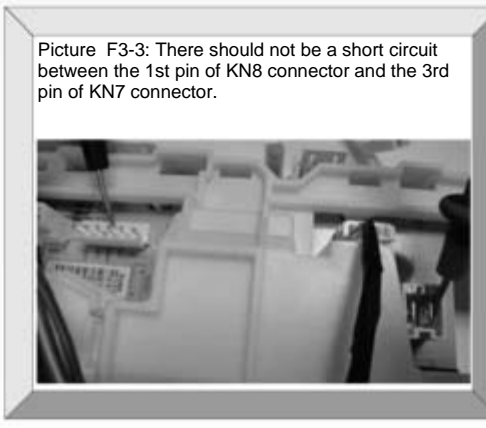 Picture F3-3: There should not be a short circuit
between the 1st pin of KN8 connector and the 3rd
pin of KN7 connector.